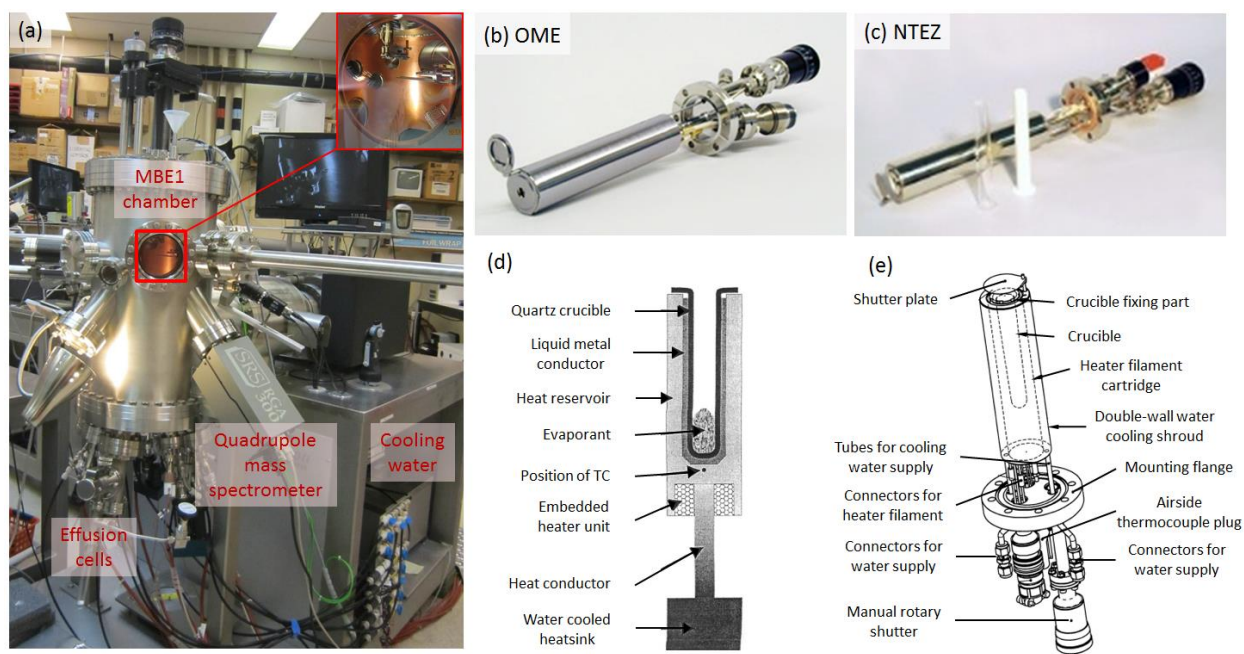 (a)
MBE1
chamber
SRS RGA
300
Quadrupole
mass
spectrometer
Cooling
water
Effusion
cells
(b) OME
(c) NTEZ
(d)
Quartz crucible
Liquid metal
conductor
Heat reservoir
Evaporant
Position of TC
Embedded
heater unit
Heat conductor
Water cooled
heatsink
(e)
Shutter plate
Crucible fixing part
Crucible
Heater filament
cartridge
Double-wall water
cooling shroud
Tubes for cooling
water supply
Mounting flange
Connectors for
heater filament
Airside
thermocouple plug
Connectors for
water supply
Connectors for
water supply
Manual rotary
shutter